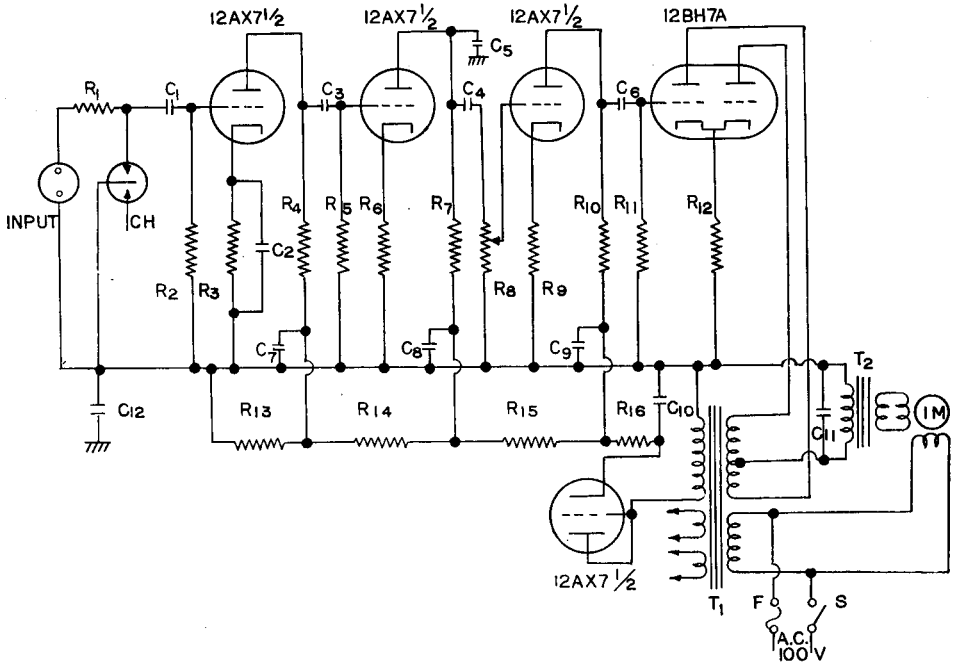 12AX7 1/2 12AX7 1/2 12AX7 1/2 12BH7A
C5
R1 C1 C3 C4 C6
INPUT CH
R4 R5 R6 R7 R10 R11 R12
C2
R2 R3 R8 R9
C7 C8 C9
T2
C12 R13 R14 R15 R16 C10 C11 IM
12AX7 1/2
T1 F S
A.C.
100V